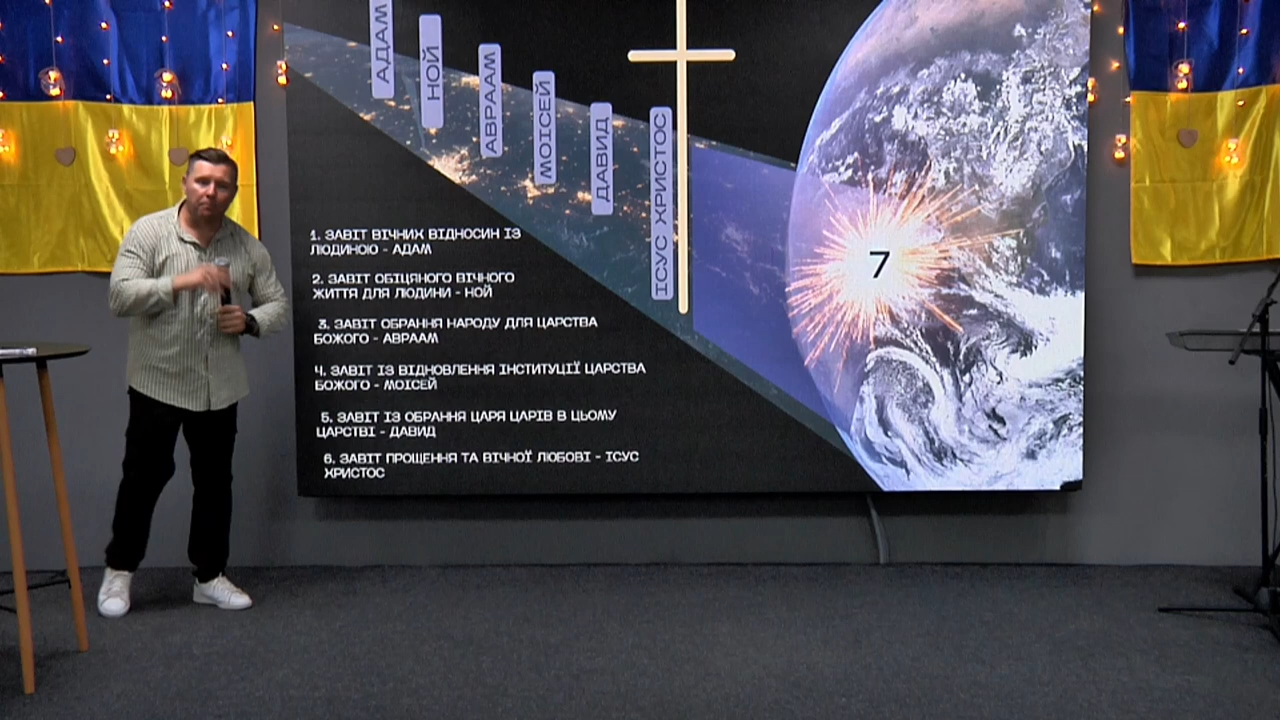 АДАМ
НОЙ
АВРААМ
МОІСЕЙ
ДАВИД
ІСУС ХРИСТОС
7
1. ЗАВІТ ВІЧНИХ ВІДНОСИН ІЗ
ЛЮДИНОЮ - АДАМ
2. ЗАВІТ ОБІЦЯНОГО ВІЧНОГО
ЖИТТЯ ДЛЯ ЛЮДИНИ - НОЙ
3. ЗАВІТ ОБРАННЯ НАРОДУ ДЛЯ ЦАРСТВА
БОЖОГО - АВРААМ
4. ЗАВІТ ІЗ ВІДНОВЛЕННЯ ІНСТИТУЦІЇ ЦАРСТВА
БОЖОГО - МОІСЕЙ
5. ЗАВІТ ІЗ ОБРАННЯ ЦАРЯ ЦАРІВ В ЦЬОМУ
ЦАРСТВІ - ДАВИД
6. ЗАВІТ ПРОЩЕННЯ ТА ВІЧНОЇ ЛЮБОВІ - ІСУС
ХРИСТОС